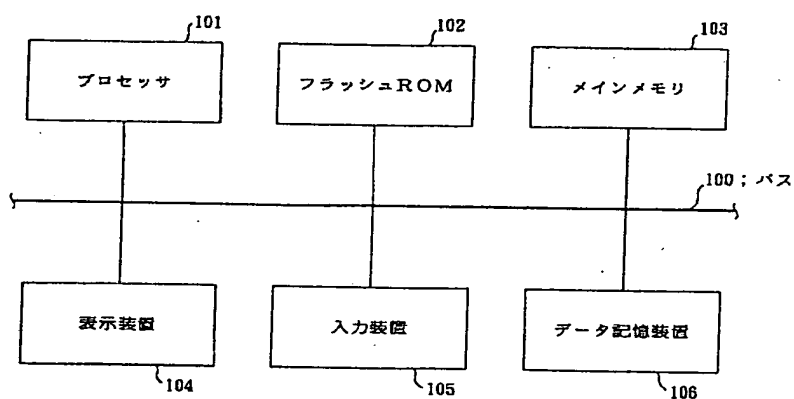 101
102
103
プロセッサ
フラッシュROM
メインメモリ
100;バス
表示装置
入力装置
データ記憶装置
104
105
106